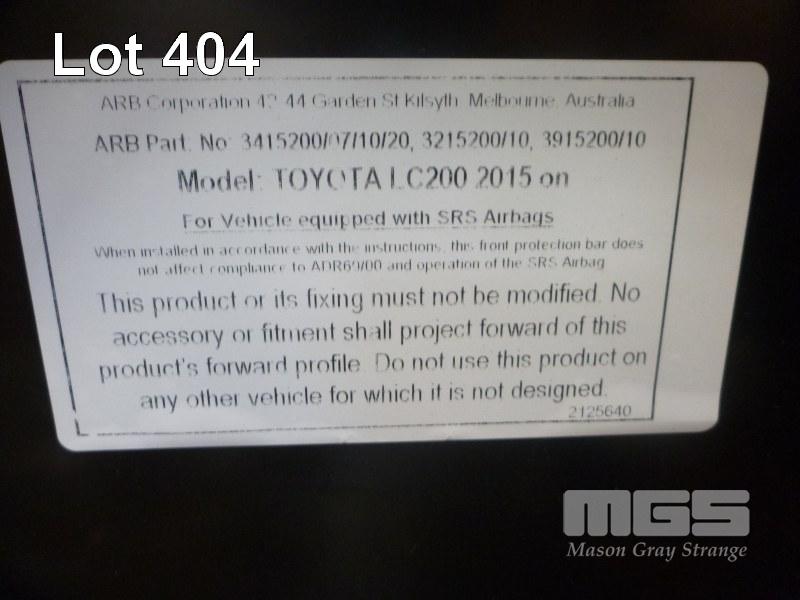 Lot 404
ARB Corporation 42 44 Garden St Kilsyth Melbourne, Australia
ARB Part. No: 3415200/07/10/20, 3215200/10, 3915200/10
Model: TOYOTA LC200 2015 on
For Vehicle equipped with SRS Airbags
When installed in accordance with the instructions, this front protection bar does
not affect compliance to ADR69/00 and operation of the SRS Airbag
This product or its fixing must not be modified. No
accessory or fitment shall project forward of this
product's forward profile. Do not use this product on
any other vehicle for which it is not designed.
2125640
MGS
Mason Gray Strange